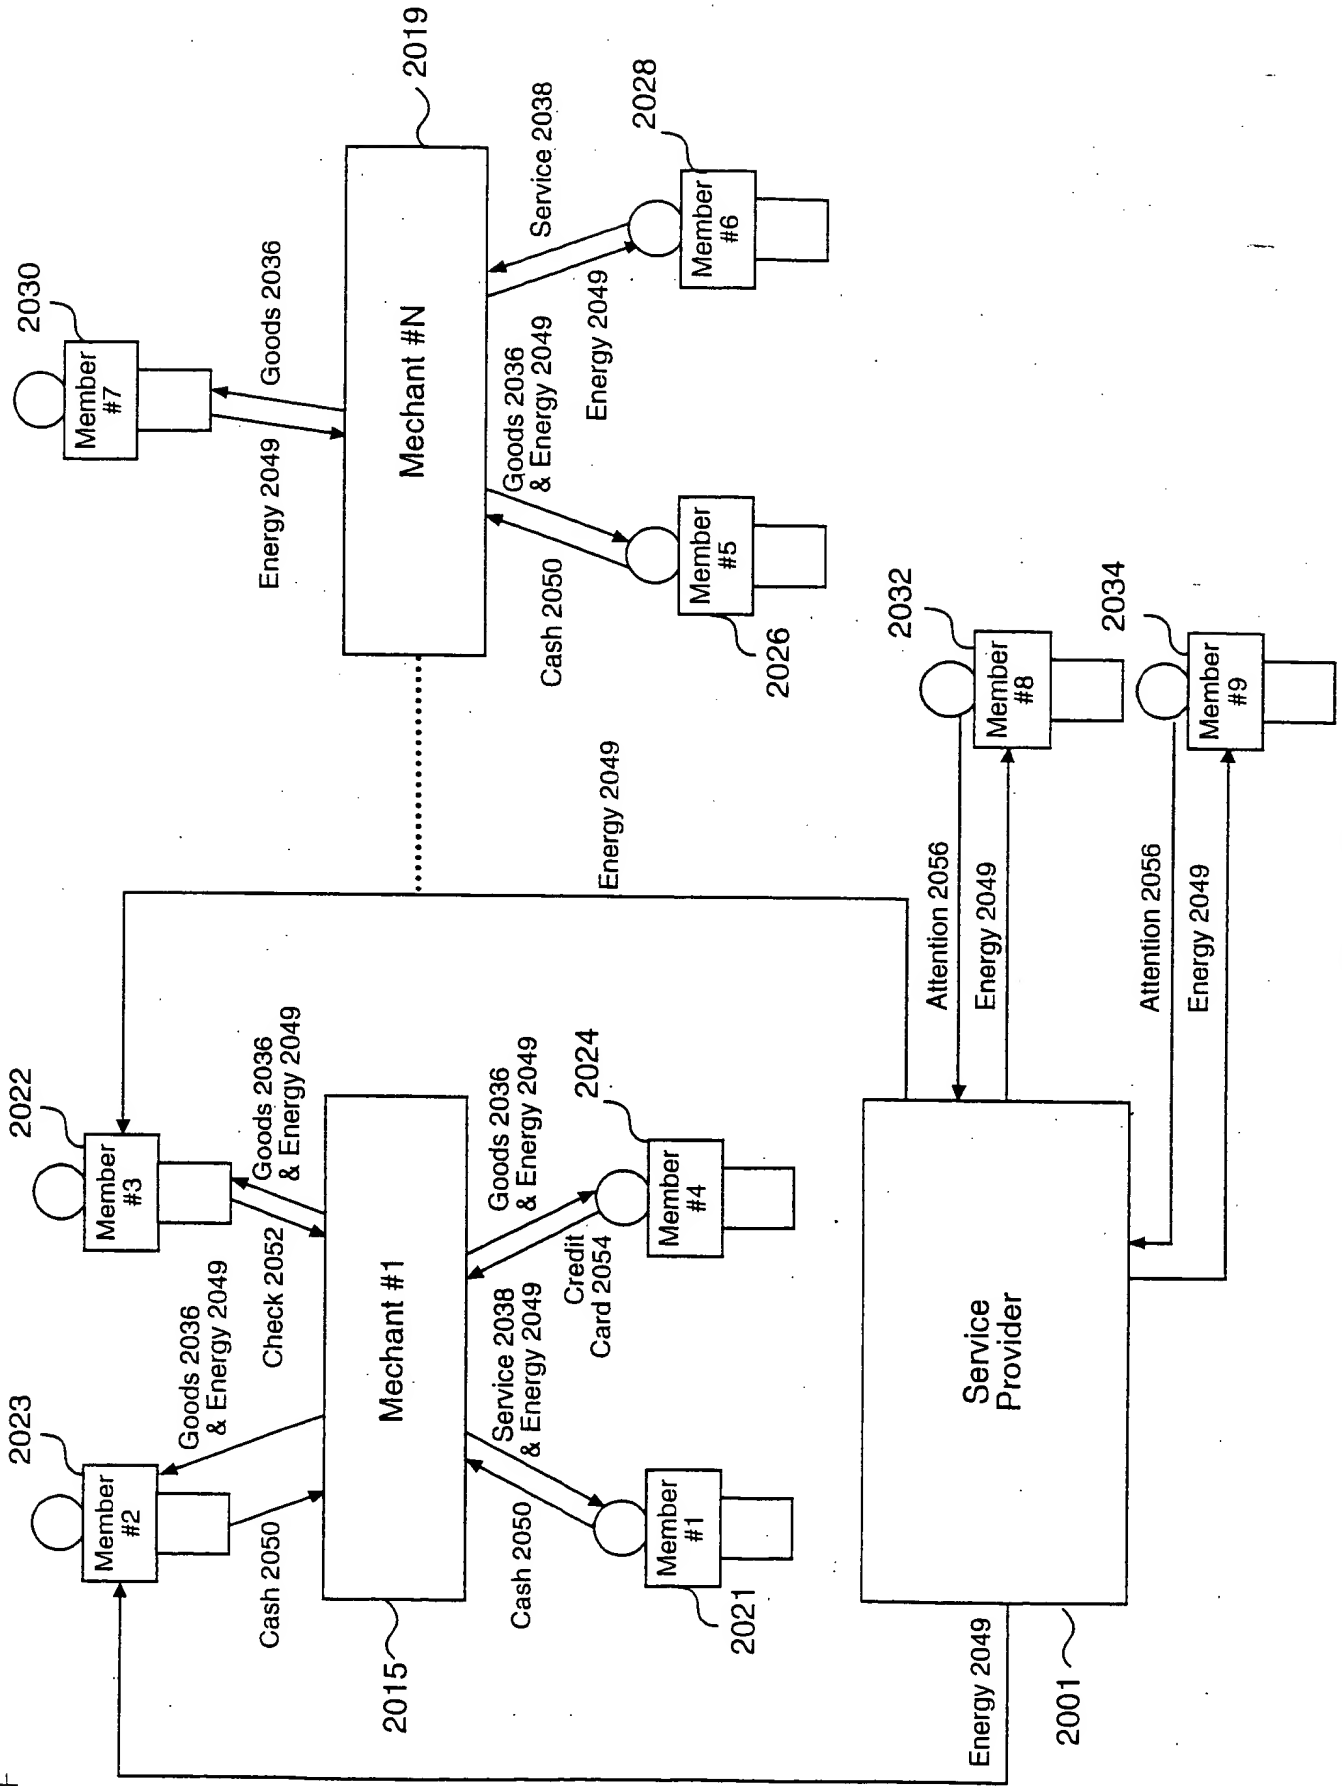 2023
Member
#2
Goods 2036
& Energy 2049
Cash 2050
2022
Member
#3
Goods 2036
& Energy 2049
Check 2052
2030
Member
#7
Goods 2036
Energy 2049
2015
Mechant #1
Mechant #N
2019
Cash 2050
Service 2038
& Energy 2049
2021
Member
#1
Credit
Card 2054
Goods 2036
& Energy 2049
2024
Member
#4
Energy 2049
Cash 2050
Goods 2036
& Energy 2049
2026
Member
#5
Energy 2049
Service 2038
2028
Member
#6
Energy 2049
2001
Service
Provider
Attention 2056
Energy 2049
2032
Member
#8
Attention 2056
Energy 2049
2034
Member
#9